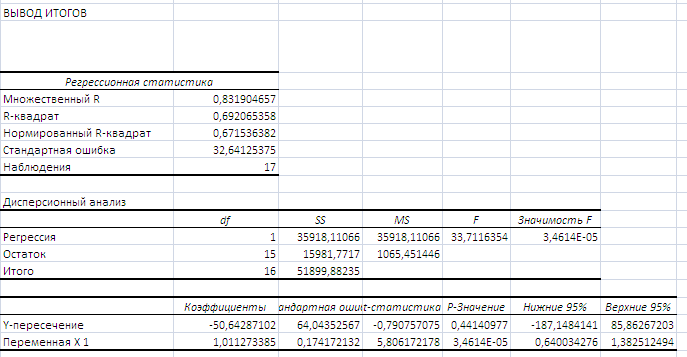 ВЫВОД ИТОГОВ
Регрессионная статистика
Множественный R 0,831904657
R-квадрат 0,692065358
Нормированный R-квадрат 0,671536382
Стандартная ошибка 32,64125375
Наблюдения 17
Дисперсионный анализ
df SS MS F Значимость F
Регрессия 1 35918,11066 35918,11066 33,7116354 3,4614E-05
Остаток 15 15981,7717 1065,451446
Итого 16 51899,88235
Коэффициенты андартная оши t-статистика P-Значение Нижние 95% Верхние 95%
Y-пересечение -50,64287102 64,04352567 -0,790757075 0,44140977 -187,1484141 85,86267203
Переменная X 1 1,011273385 0,174172132 5,806172178 3,4614E-05 0,640034276 1,382512494